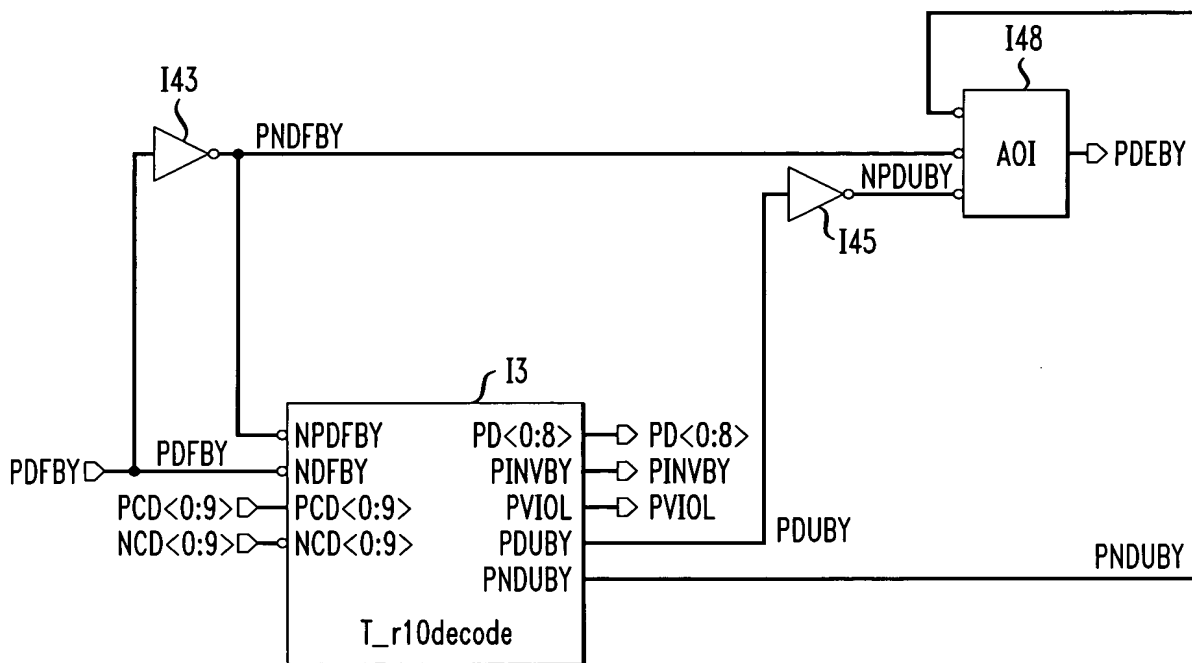 I48
I43
PNDFBY
AOI
PDEBY
NPDUBY
I45
I3
NPDFBY
PD<0:8>
PD<0:8>
PDFBY
PDFBY
NDFBY
PINVBY
PINVBY
PCD<0:9>
PCD<0:9>
PVIOL
PVIOL
NCD<0:9>
NCD<0:9>
PDUBY
PDUBY
PNDUBY
PNDUBY
T_r10decode